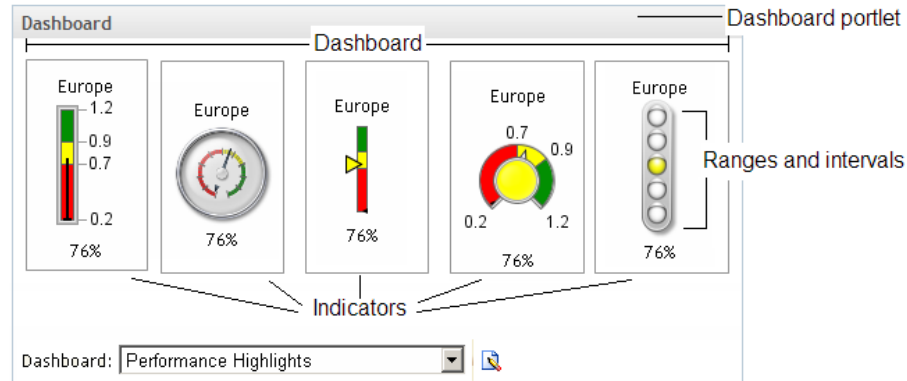 Dashboard
Dashboard portlet
Dashboard
Europe
1.2
0.9
0.7
0.2
76%
Europe
76%
Europe
76%
Europe
0.7
0.9
0.2
1.2
76%
Europe
76%
Ranges and intervals
Indicators
Dashboard: Performance Highlights